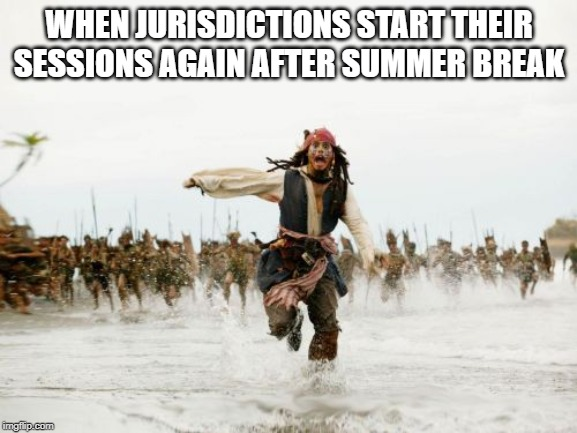 WHEN JURISDICTIONS START THEIR
SESSIONS AGAIN AFTER SUMMER BREAK
imgflip.com